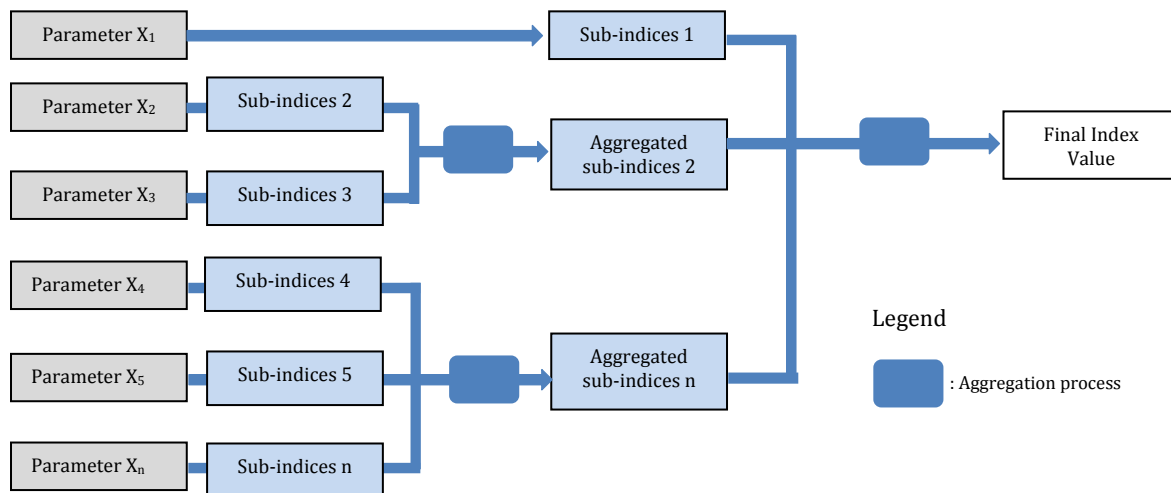 Parameter X₁
Sub-indices 1
Parameter X₂
Sub-indices 2
Aggregated
sub-indices 2
Final Index
Value
Parameter X₃
Sub-indices 3
Parameter X₄
Sub-indices 4
Legend
Parameter X₅
Sub-indices 5
Aggregated
sub-indices n
: Aggregation process
Parameter Xₙ
Sub-indices n